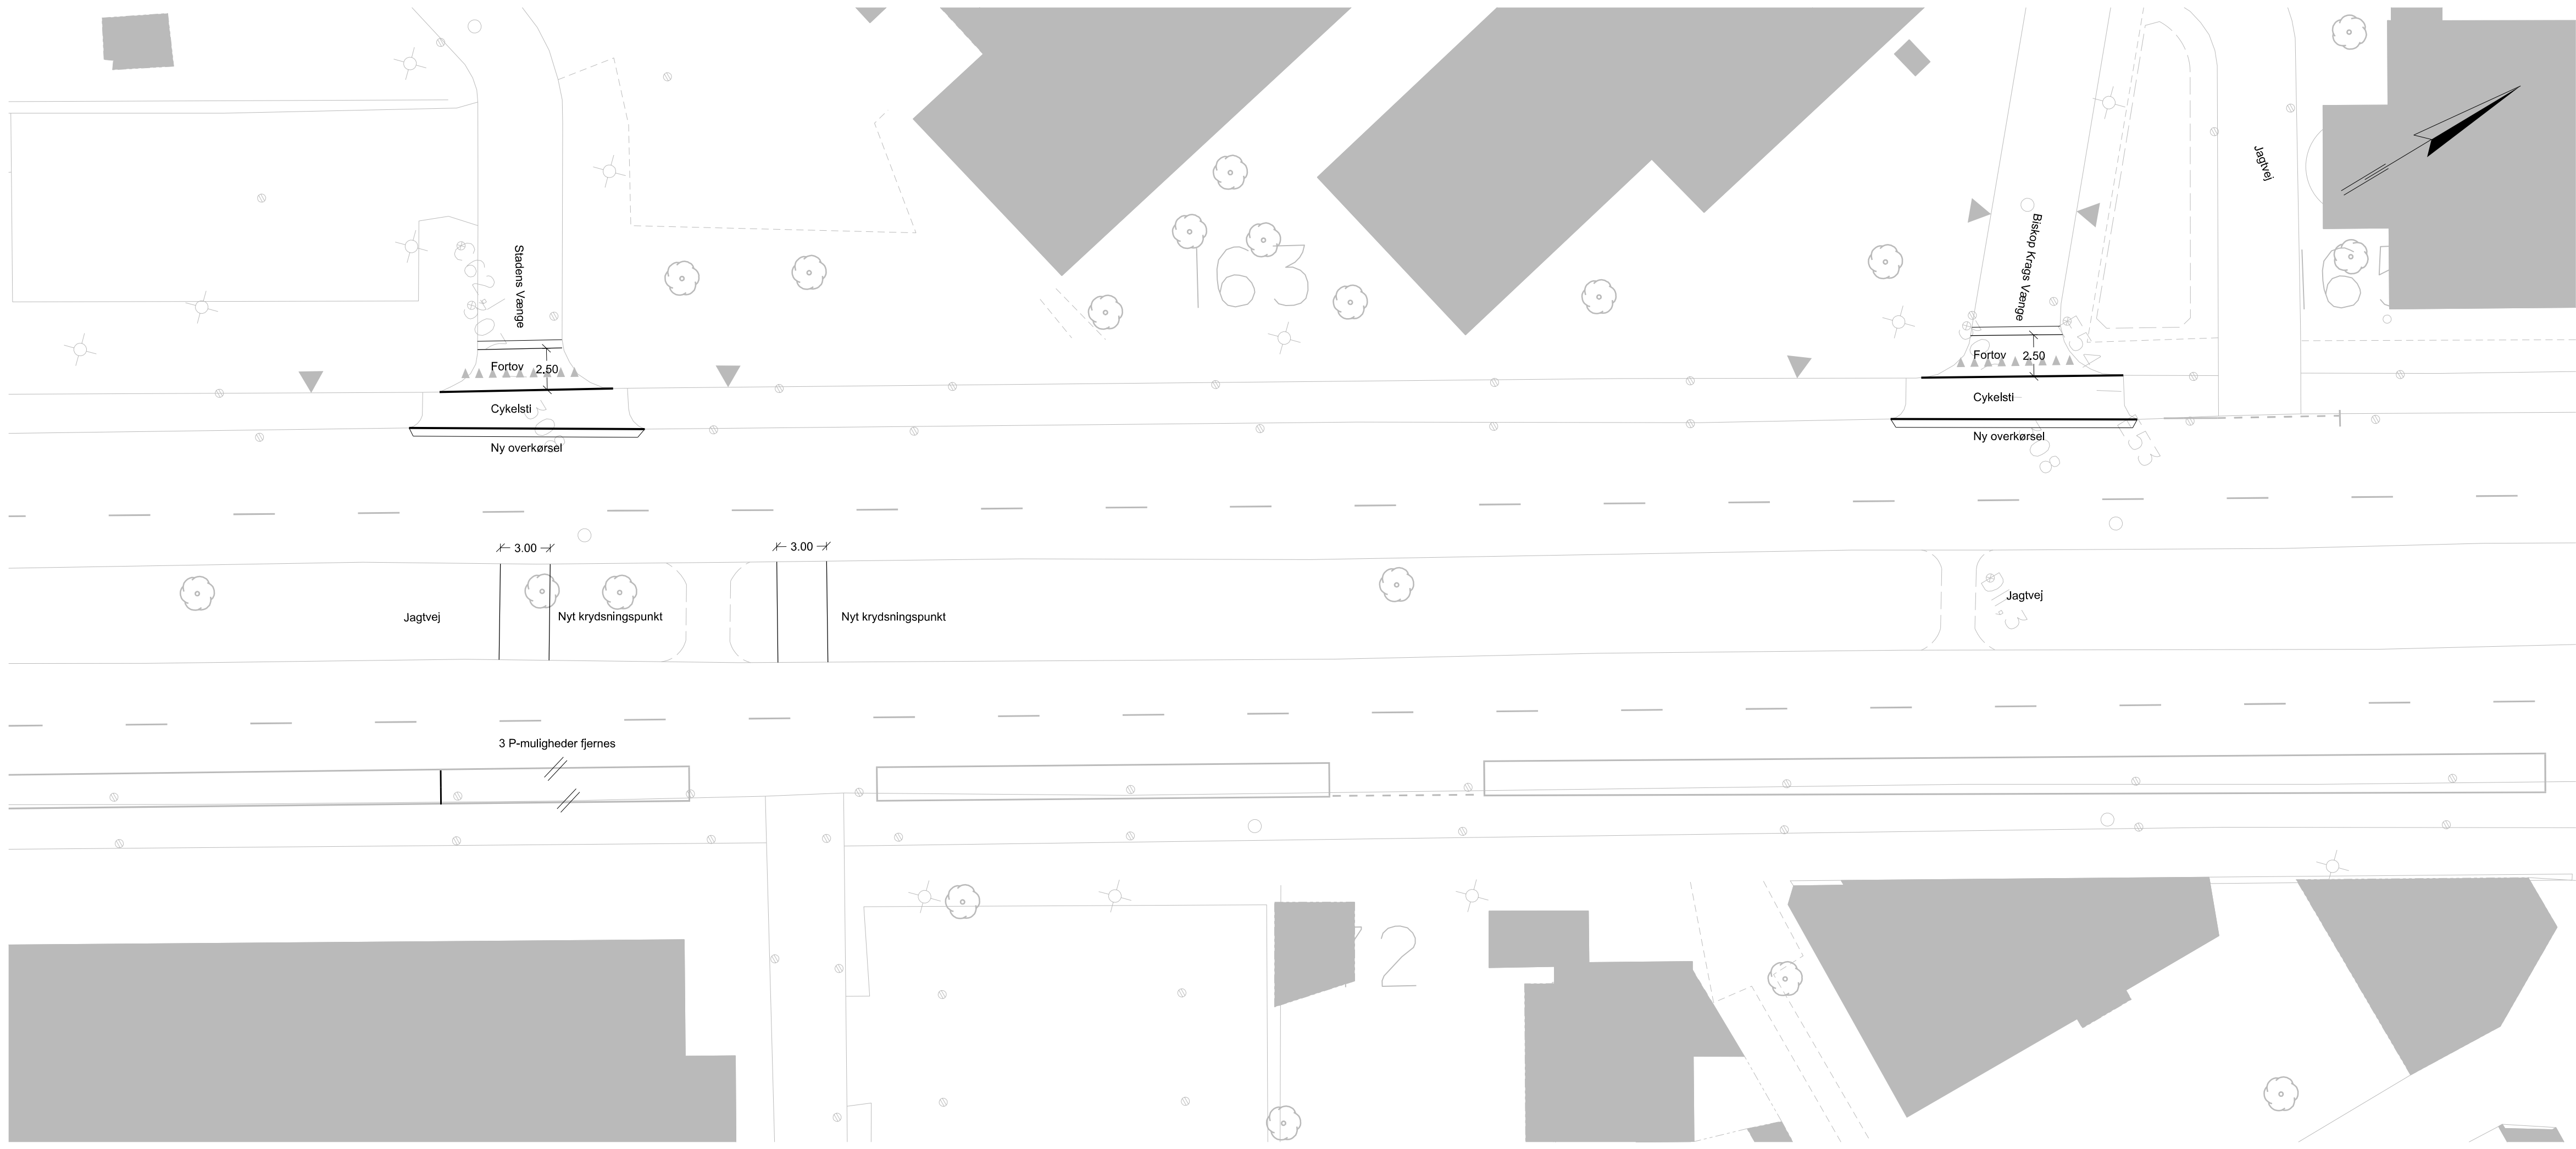 Jagtvej
Stadens Vænge
Biskop Krags Vænge
163
Fortov
2.50
Fortov
2.50
Cykelsti
Cykelsti
Ny overkørsel
Ny overkørsel
3.00
3.00
Jagtvej
Nyt krydsningspunkt
Nyt krydsningspunkt
Jagtvej
3 P-muligheder fjernes
2